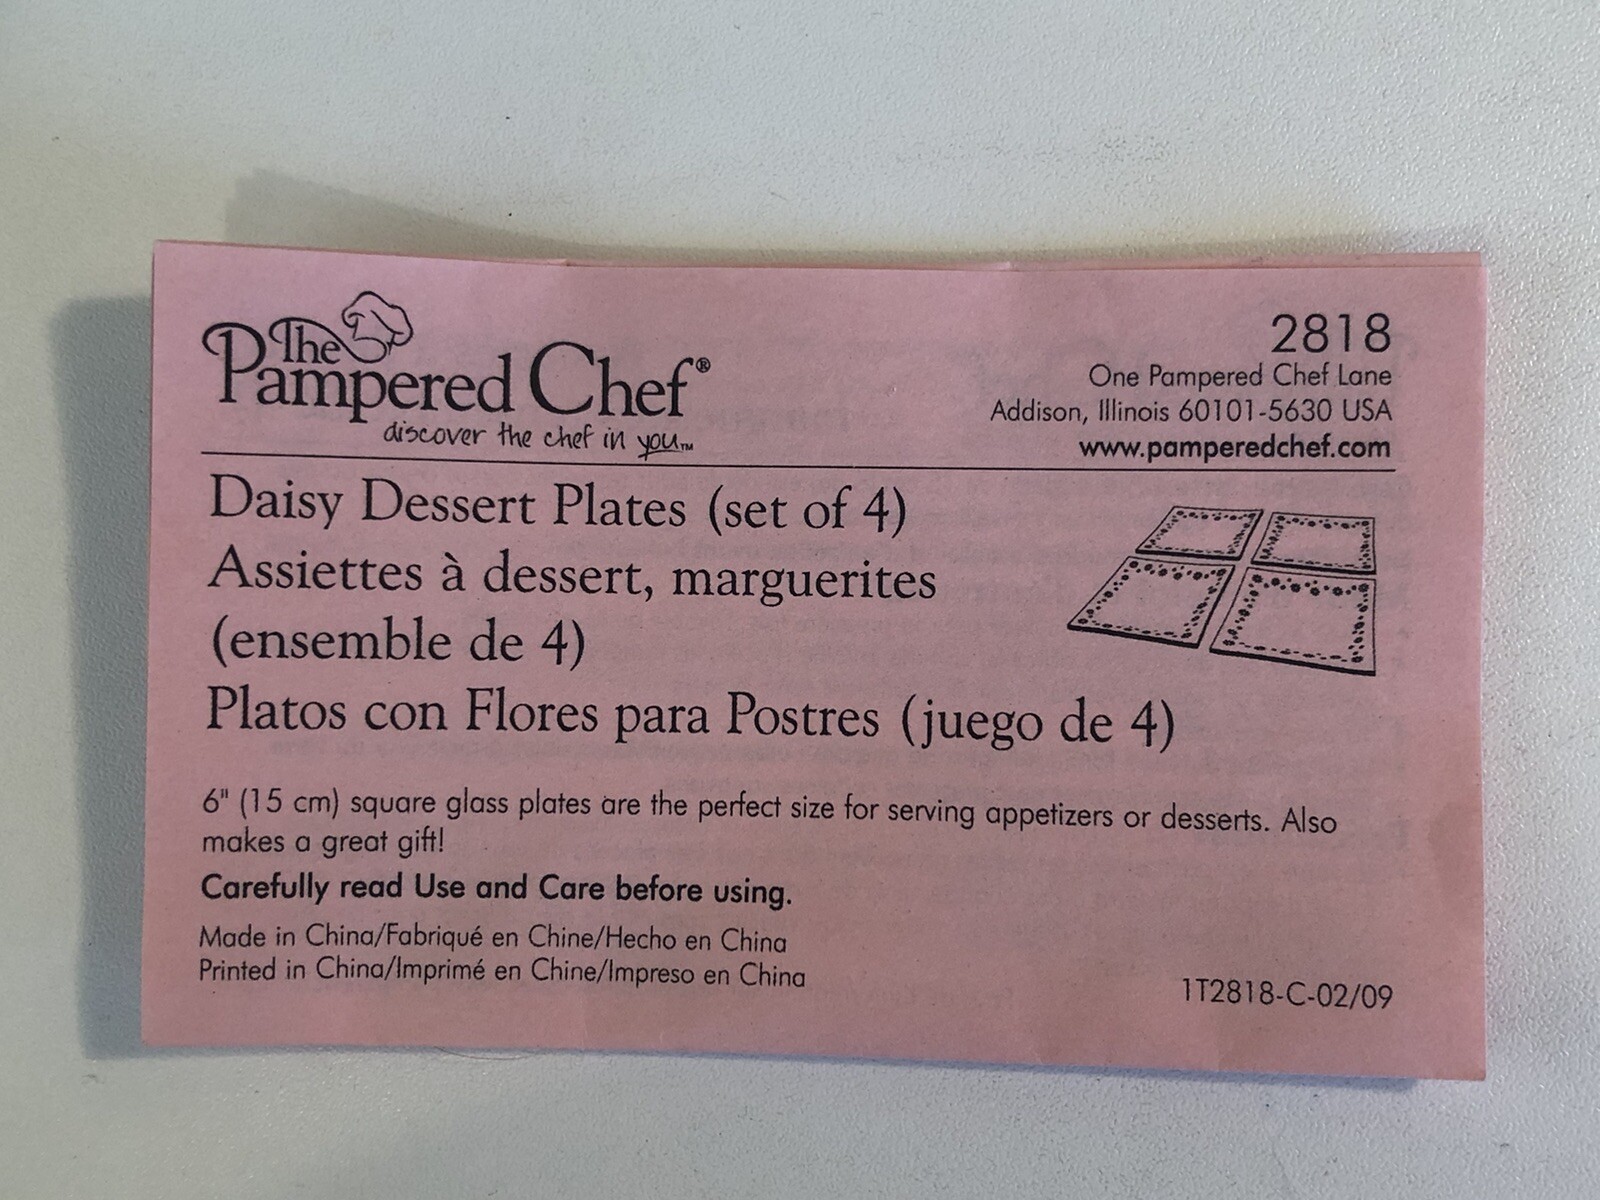 The
Pampered Chef®
discover the chef in you™
2818
One Pampered Chef Lane
Addison, Illinois 60101-5630 USA
www.pamperedchef.com
Daisy Dessert Plates (set of 4)
Assiettes à dessert, marguerites
(ensemble de 4)
Platos con Flores para Postres (juego de 4)
6" (15 cm) square glass plates are the perfect size for serving appetizers or desserts. Also
makes a great gift!
Carefully read Use and Care before using.
Made in China/Fabriqué en Chine/Hecho en China
Printed in China/Imprimé en Chine/Impreso en China
1T2818-C-02/09